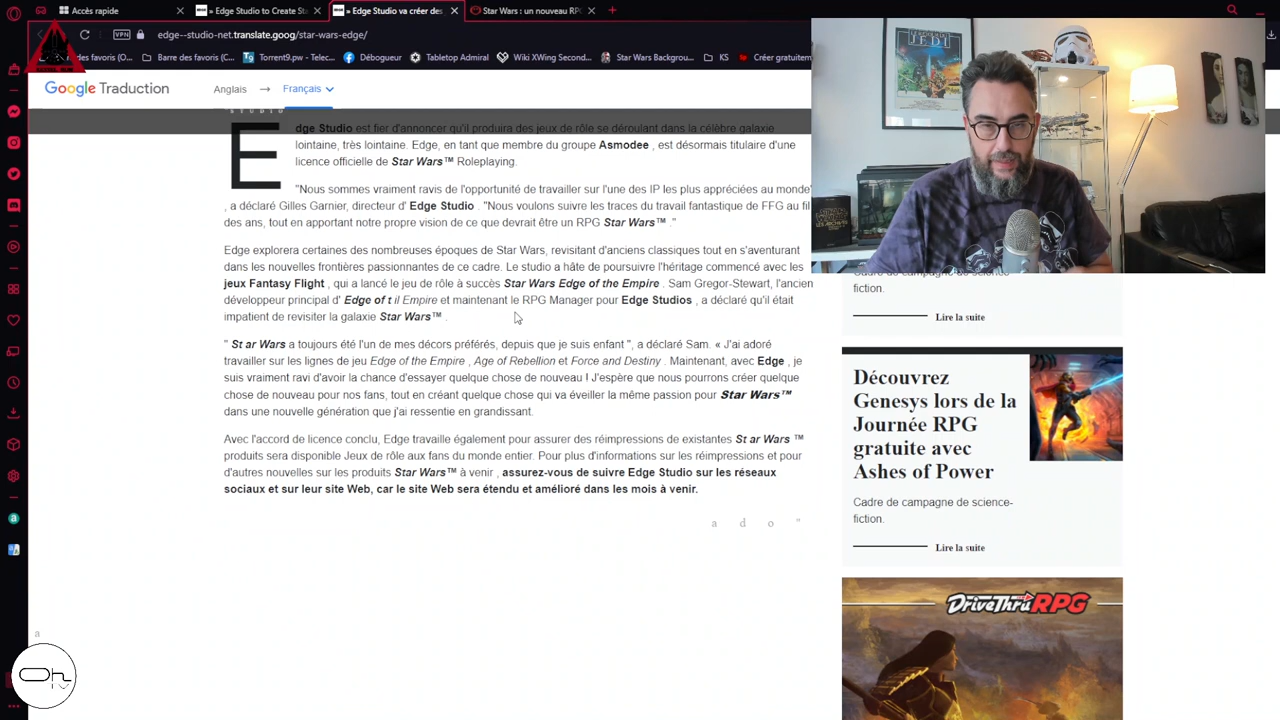 Accès rapide
» Edge Studio to Create Sta
» Edge Studio va créer des
Star Wars : un nouveau RP
VPN
edge--studio-net.translate.goog/star-wars-edge/
des favoris (O...
Barre des favoris (C...
Torrent9.pw - Telec...
Débogueur
Tabletop Admiral
Wiki XWing Second...
Star Wars Backgrou...
KS
Créer gratuitem
Google Traduction
Anglais → Français
STUDIO
Edge Studio est fier d'annoncer qu'il produira des jeux de rôle se déroulant dans la célèbre galaxie
lointaine, très lointaine. Edge, en tant que membre du groupe Asmodee , est désormais titulaire d'une
licence officielle de Star Wars™ Roleplaying.
"Nous sommes vraiment ravis de l'opportunité de travailler sur l'une des IP les plus appréciées au monde"
, a déclaré Gilles Garnier, directeur d' Edge Studio . "Nous voulons suivre les traces du travail fantastique de FFG au fil
des ans, tout en apportant notre propre vision de ce que devrait être un RPG Star Wars™ ."
Edge explorera certaines des nombreuses époques de Star Wars, revisitant d'anciens classiques tout en s'aventurant
dans les nouvelles frontières passionnantes de ce cadre. Le studio a hâte de poursuivre l'héritage commencé avec les
jeux Fantasy Flight , qui a lancé le jeu de rôle à succès Star Wars Edge of the Empire . Sam Gregor-Stewart, l'ancien
développeur principal d' Edge of t il Empire et maintenant le RPG Manager pour Edge Studios , a déclaré qu'il était
impatient de revisiter la galaxie Star Wars™ .
" St ar Wars a toujours été l'un de mes décors préférés, depuis que je suis enfant ", a déclaré Sam. « J'ai adoré
travailler sur les lignes de jeu Edge of the Empire , Age of Rebellion et Force and Destiny . Maintenant, avec Edge , je
suis vraiment ravi d'avoir la chance d'essayer quelque chose de nouveau ! J'espère que nous pourrons créer quelque
chose de nouveau pour nos fans, tout en créant quelque chose qui va éveiller la même passion pour Star Wars™
dans une nouvelle génération que j'ai ressentie en grandissant.
Avec l'accord de licence conclu, Edge travaille également pour assurer des réimpressions de existantes St ar Wars ™
produits sera disponible Jeux de rôle aux fans du monde entier. Pour plus d'informations sur les réimpressions et pour
d'autres nouvelles sur les produits Star Wars™ à venir , assurez-vous de suivre Edge Studio sur les réseaux
sociaux et sur leur site Web, car le site Web sera étendu et amélioré dans les mois à venir.
a d o "
a
Cadre de campagne de science-
fiction.
Lire la suite
Découvrez
Genesys lors de la
Journée RPG
gratuite avec
Ashes of Power
Cadre de campagne de science-
fiction.
Lire la suite
DriveThruRPG
Oh
TV